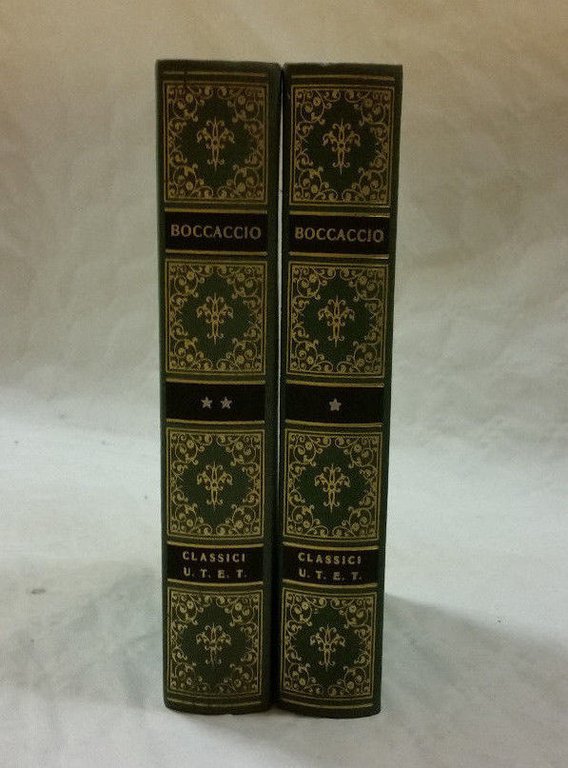 BOCCACCIO
★★
CLASSICI
U. T. E. T.
BOCCACCIO
★
CLASSICI
U. T. E. T.